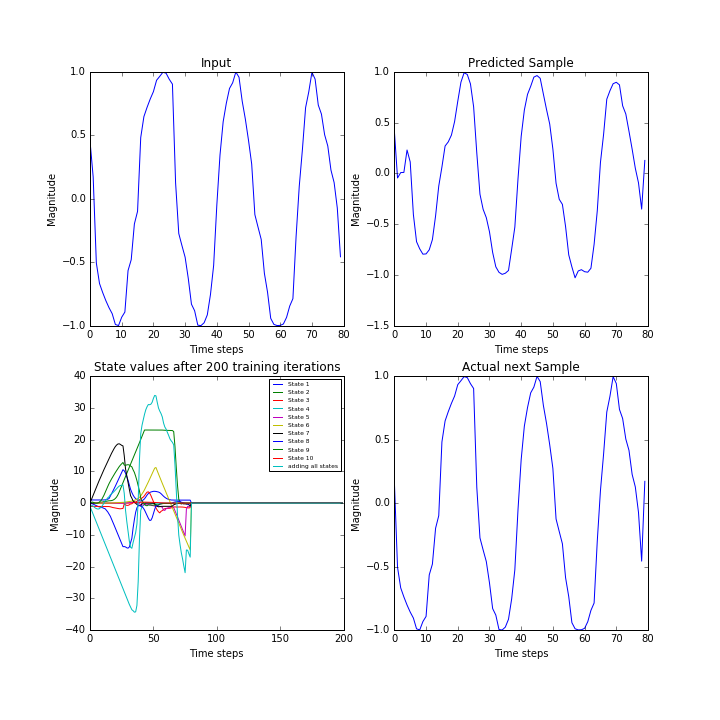 Input
Magnitude
1.0
0.5
0.0
−0.5
−1.0
0 10 20 30 40 50 60 70 80
Time steps
Predicted Sample
Magnitude
1.0
0.5
0.0
−0.5
−1.0
−1.5
0 10 20 30 40 50 60 70 80
Time steps
State values after 200 training iterations
Magnitude
40
30
20
10
0
−10
−20
−30
−40
0 50 100 150 200
Time steps
State 1
State 2
State 3
State 4
State 5
State 6
State 7
State 8
State 9
State 10
adding all states
Actual next Sample
Magnitude
1.0
0.5
0.0
−0.5
−1.0
0 10 20 30 40 50 60 70 80
Time steps